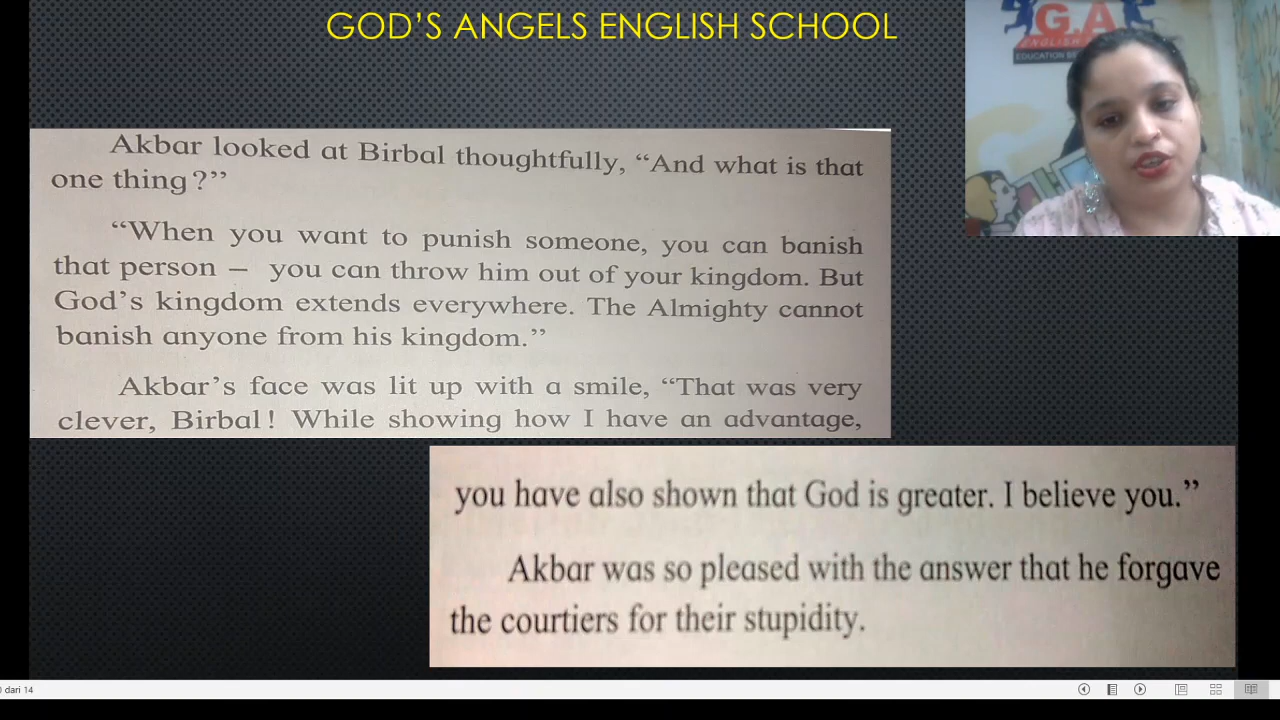 GOD'S ANGELS ENGLISH SCHOOL
G.A
ENGLISH
Akbar looked at Birbal thoughtfully, “And what is that
one thing?”
“When you want to punish someone, you can banish
that person – you can throw him out of your kingdom. But
God's kingdom extends everywhere. The Almighty cannot
banish anyone from his kingdom.”
Akbar's face was lit up with a smile, “That was very
clever, Birbal! While showing how I have an advantage,
you have also shown that God is greater. I believe you.”
Akbar was so pleased with the answer that he forgave
the courtiers for their stupidity.
dari 14